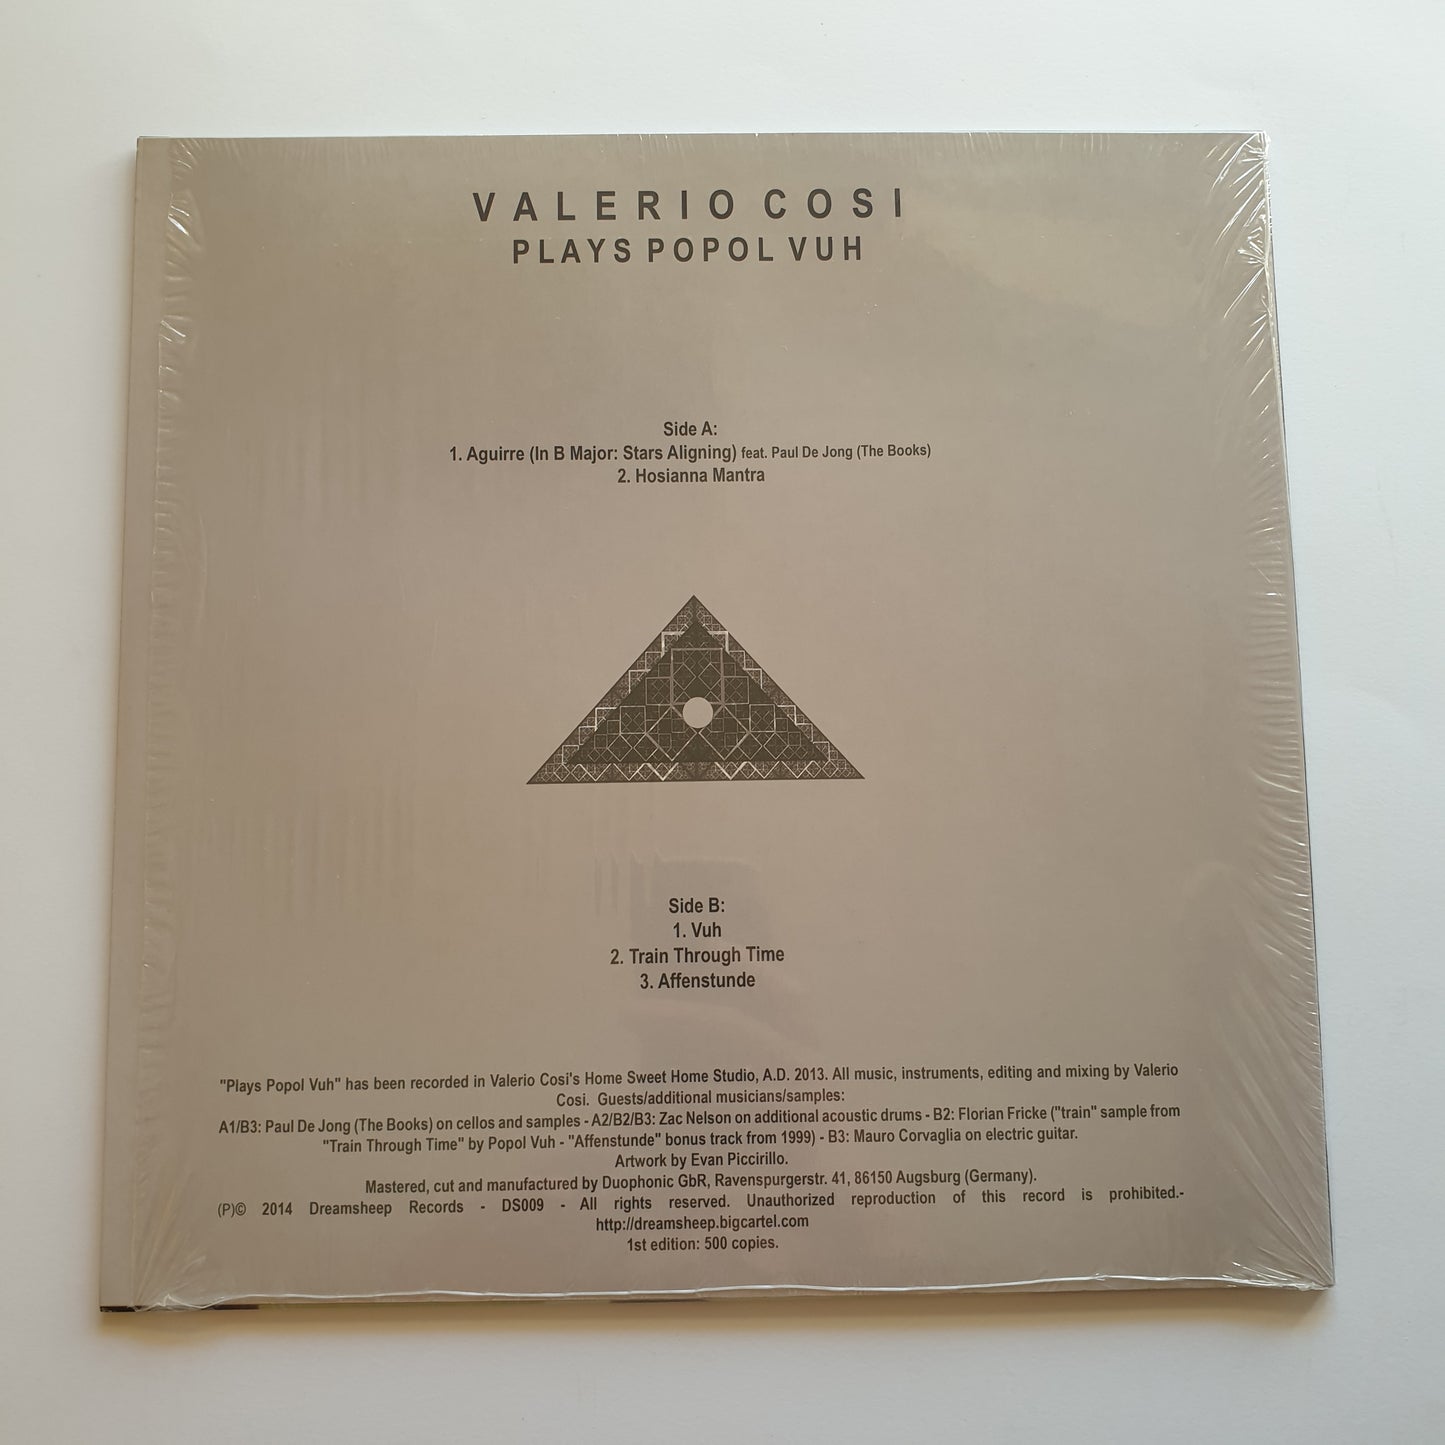 VALERIO COSI
PLAYS POPOL VUH
Side A:
1. Aguirre (In B Major: Stars Aligning) feat. Paul De Jong (The Books)
2. Hosianna Mantra
Side B:
1. Vuh
2. Train Through Time
3. Affenstunde
"Plays Popol Vuh" has been recorded in Valerio Cosi's Home Sweet Home Studio, A.D. 2013. All music, instruments, editing and mixing by Valerio
Cosi. Guests/additional musicians/samples:
A1/B3: Paul De Jong (The Books) on cellos and samples - A2/B2/B3: Zac Nelson on additional acoustic drums - B2: Florian Fricke ("train" sample from
"Train Through Time" by Popol Vuh - "Affenstunde" bonus track from 1999) - B3: Mauro Corvaglia on electric guitar.
Artwork by Evan Piccirillo.
Mastered, cut and manufactured by Duophonic GbR, Ravenspurgerstr. 41, 86150 Augsburg (Germany).
(P)© 2014 Dreamsheep Records - DS009 - All rights reserved. Unauthorized reproduction of this record is prohibited.-
http://dreamsheep.bigcartel.com
1st edition: 500 copies.